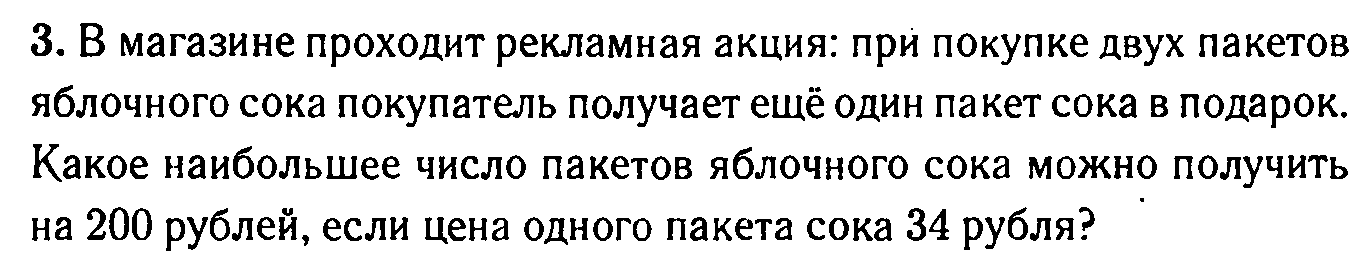 3. В магазине проходит рекламная акция: при покупке двух пакетов
яблочного сока покупатель получает ещё один пакет сока в подарок.
Какое наибольшее число пакетов яблочного сока можно получить
на 200 рублей, если цена одного пакета сока 34 рубля?